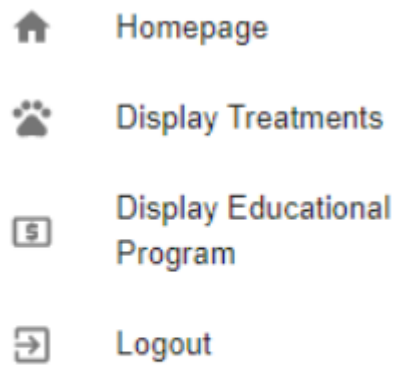 Homepage
Display Treatments
Display Educational
Program
Logout